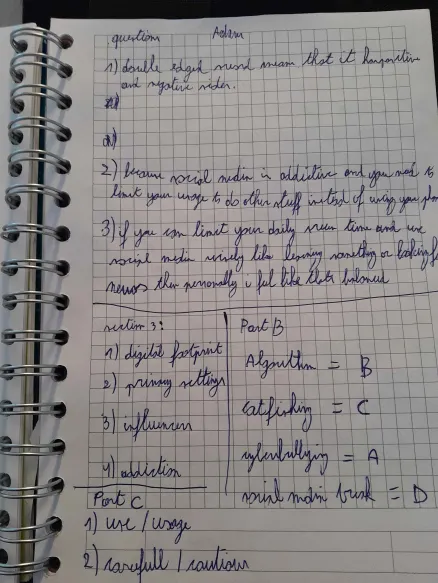 question Adam
1) double edged sword means that it has positive
and negative sides.
2) because social media is addictive and you need to
limit your usage to do other stuff instead of using your phone
3) if you can limit your daily screen time and use
social media wisely like learning something or looking for
news then personally i feel like thats balanced
section 3:
1) digital footprint
2) privacy settings
3) influencers
4) addiction
Part B
Algorithm = B
catfishing = C
cyberbullying = A
social media break = D
Part C
1) use / usage
2) carefull / cautious